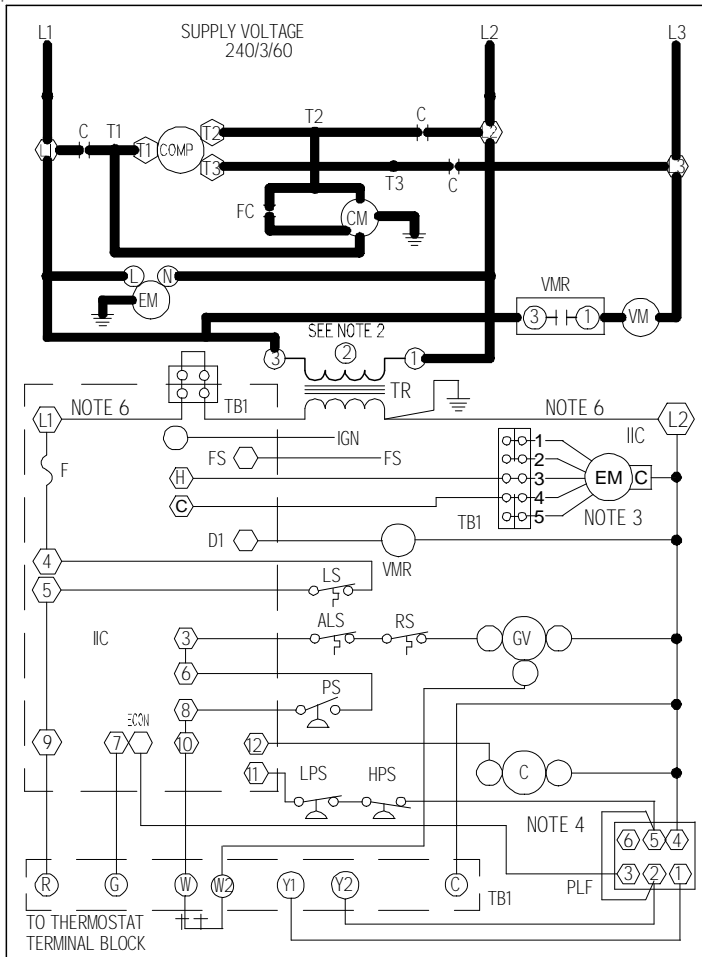 L1 SUPPLY VOLTAGE L2 L3
240/3/60
C T1 T2 T2 C
L1 T1 COMP T3 L2
T3 C L3
FC CM
L N
EM VMR
SEE NOTE 2 3 1 VM
3 2 1
TR
L1 NOTE 6 TB1 NOTE 6 L2
IGN IIC
F FS FS 1
H 2
3 EM C
C 4
TB1 5 NOTE 3
D1
4 VMR
5 LS
IIC 3 ALS RS GV
6
8 PS
9 7 ECON 10 12
11 C
LPS HPS
NOTE 4 6 5 4
PLF 3 2 1
R G W W2 Y1 Y2 C TB1
TO THERMOSTAT
TERMINAL BLOCK